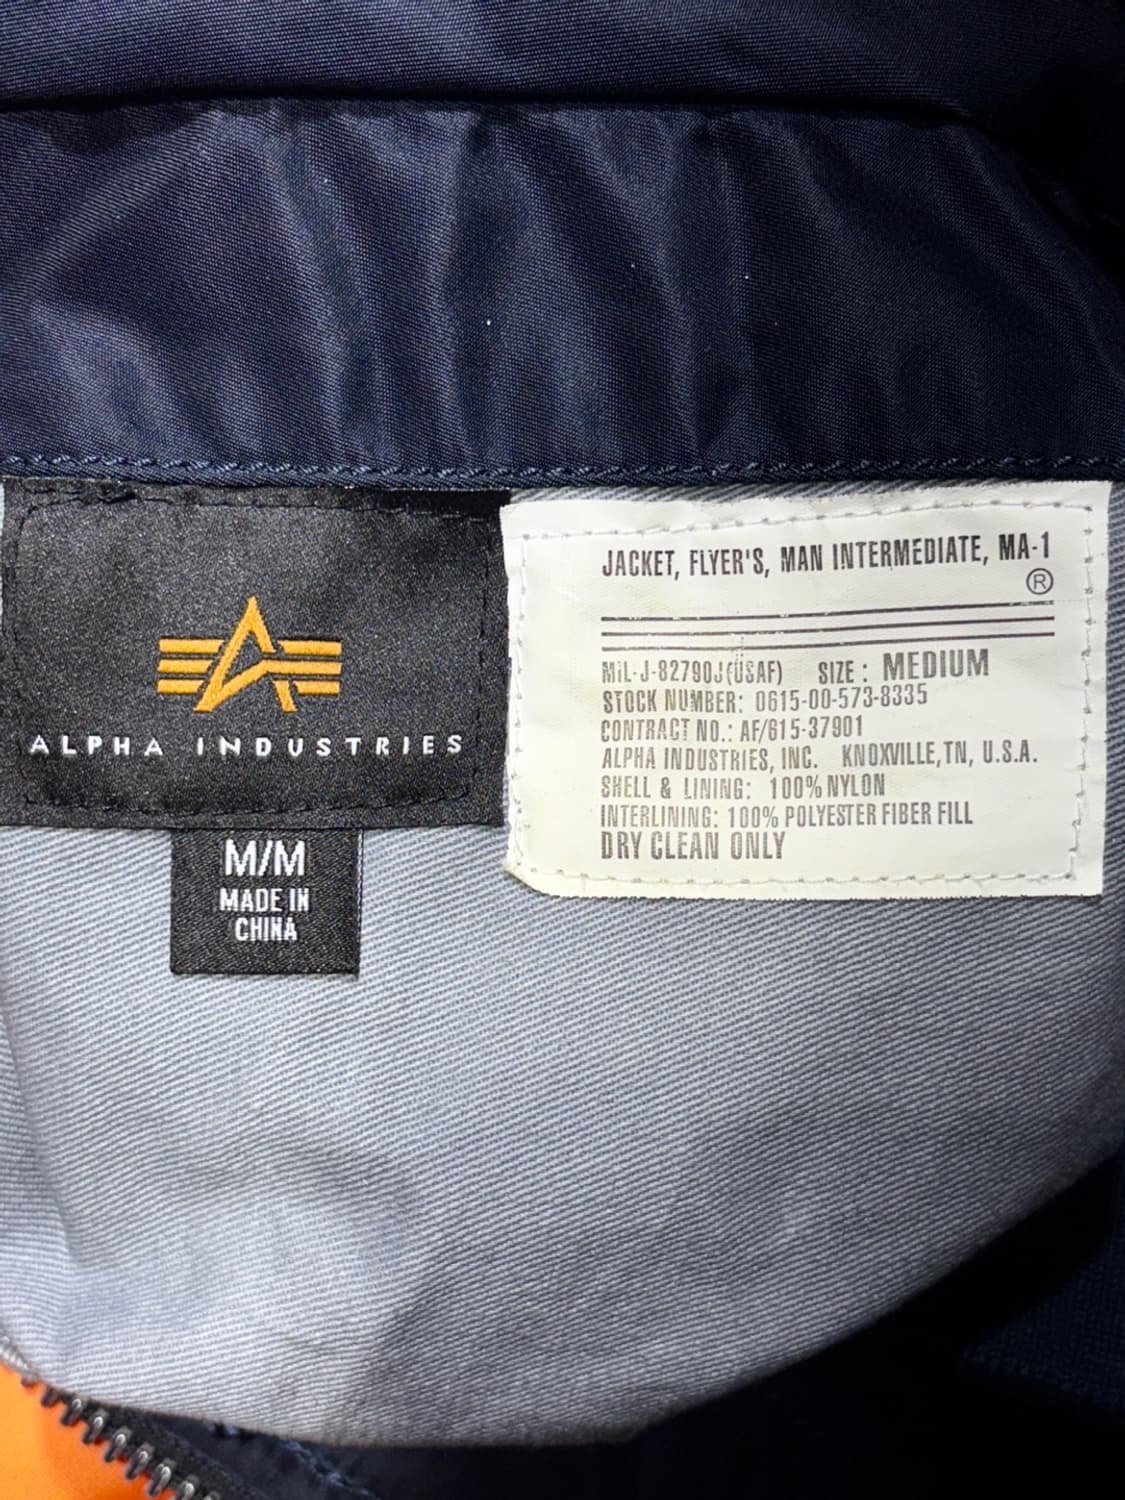 ALPHA INDUSTRIES
M/M
MADE IN
CHINA
JACKET, FLYER'S, MAN INTERMEDIATE, MA-1
®
MIL-J-82790J(USAF) SIZE: MEDIUM
STOCK NUMBER: 0615-00-573-8335
CONTRACT NO.: AF/615-37901
ALPHA INDUSTRIES, INC. KNOXVILLE, TN, U.S.A.
SHELL & LINING: 100% NYLON
INTERLINING: 100% POLYESTER FIBER FILL
DRY CLEAN ONLY